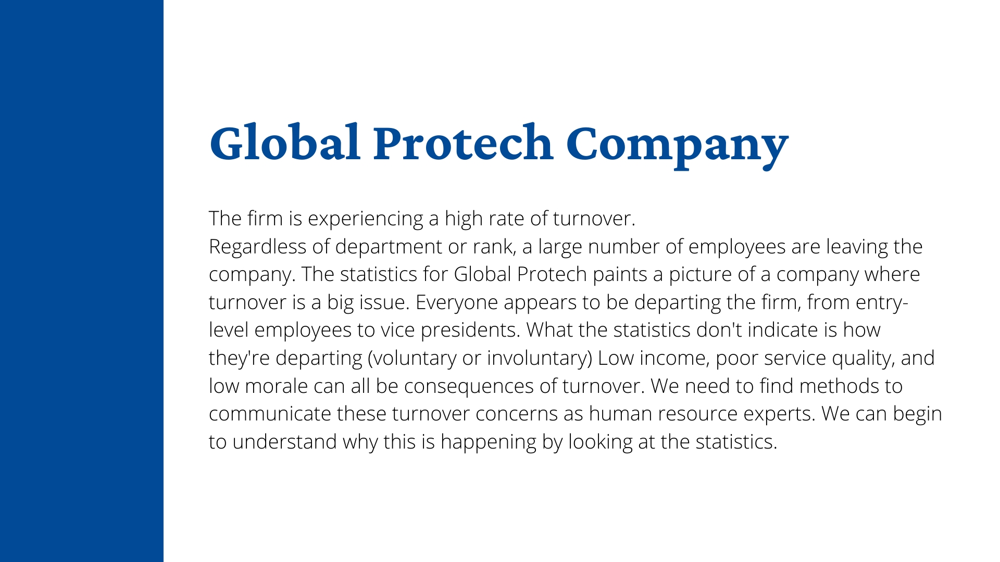 Global Protech Company
The firm is experiencing a high rate of turnover.
Regardless of department or rank, a large number of employees are leaving the
company. The statistics for Global Protech paints a picture of a company where
turnover is a big issue. Everyone appears to be departing the firm, from entry-
level employees to vice presidents. What the statistics don't indicate is how
they're departing (voluntary or involuntary) Low income, poor service quality, and
low morale can all be consequences of turnover. We need to find methods to
communicate these turnover concerns as human resource experts. We can begin
to understand why this is happening by looking at the statistics.